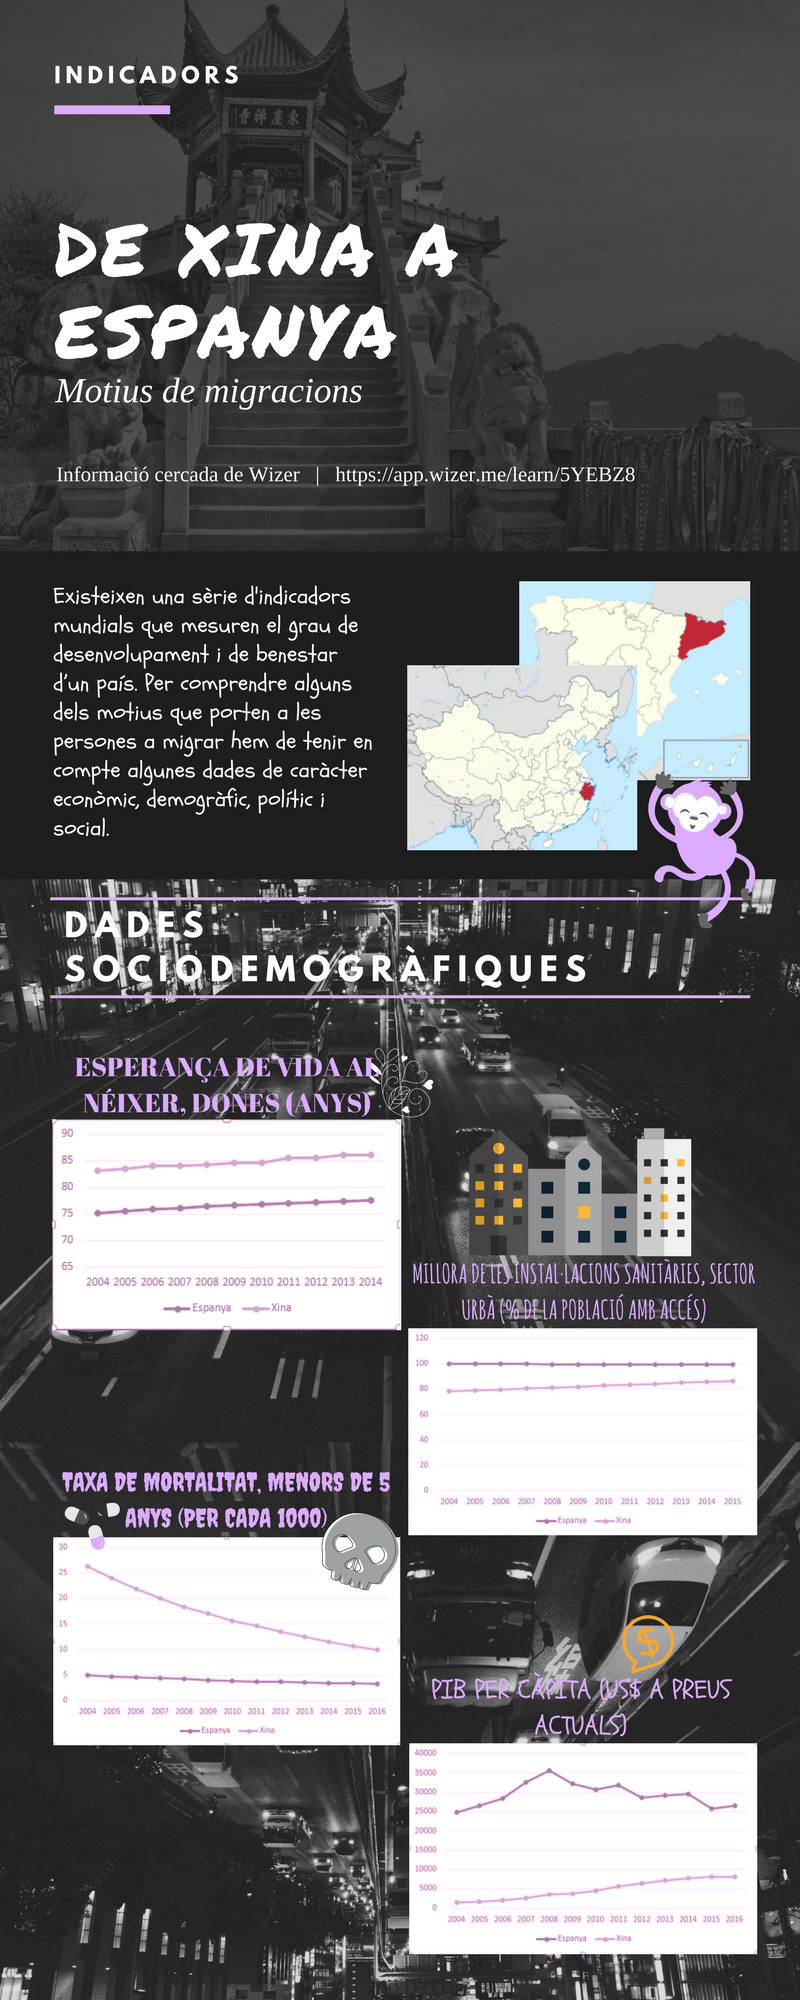 INDICADORS
東臺禪寺
DE XINA A
ESPANYA
Motius de migracions
Informació cercada de Wizer | https://app.wizer.me/learn/5YEBZ8
Existeixen una sèrie d'indicadors
mundials que mesuren el grau de
desenvolupament i de benestar
d'un país. Per comprendre alguns
dels motius que porten a les
persones a migrar hem de tenir en
compte algunes dades de caràcter
econòmic, demogràfic, polític i
social.
DADES
SOCIODEMOGRÀFIQUES
ESPERANÇA DE VIDA AL
NÉIXER, DONES (ANYS)
90
85
80
75
70
65
2004 2005 2006 2007 2008 2009 2010 2011 2012 2013 2014
Espanya Xina
MILLORA DE LES INSTAL·LACIONS SANITÀRIES, SECTOR
URBÀ (% DE LA POBLACIÓ AMB ACCÉS)
120
100
80
60
40
20
0
2004 2005 2006 2007 2008 2009 2010 2011 2012 2013 2014 2015
Espanya Xina
TAXA DE MORTALITAT, MENORS DE 5
ANYS (PER CADA 1000)
30
25
20
15
10
5
0
2004 2005 2006 2007 2008 2009 2010 2011 2012 2013 2014 2015 2016
Espanya Xina
$
PIB PER CÀPITA (US$ A PREUS
ACTUALS)
40000
35000
30000
25000
20000
15000
10000
5000
0
2004 2005 2006 2007 2008 2009 2010 2011 2012 2013 2014 2015 2016
Espanya Xina